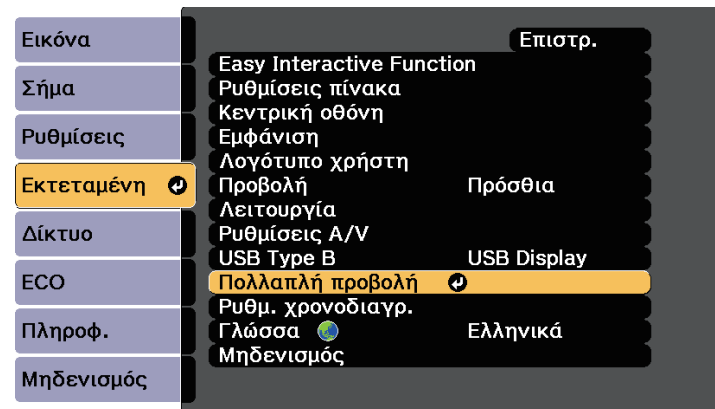 Εικόνα
Σήμα
Ρυθμίσεις
Εκτεταμένη
Δίκτυο
ECO
Πληροφ.
Μηδενισμός
Επιστρ.
Easy Interactive Function
Ρυθμίσεις πίνακα
Κεντρική οθόνη
Εμφάνιση
Λογότυπο χρήστη
Προβολή Πρόσθια
Λειτουργία
Ρυθμίσεις A/V
USB Type B USB Display
Πολλαπλή προβολή
Ρυθμ. χρονοδιαγρ.
Γλώσσα Ελληνικά
Μηδενισμός